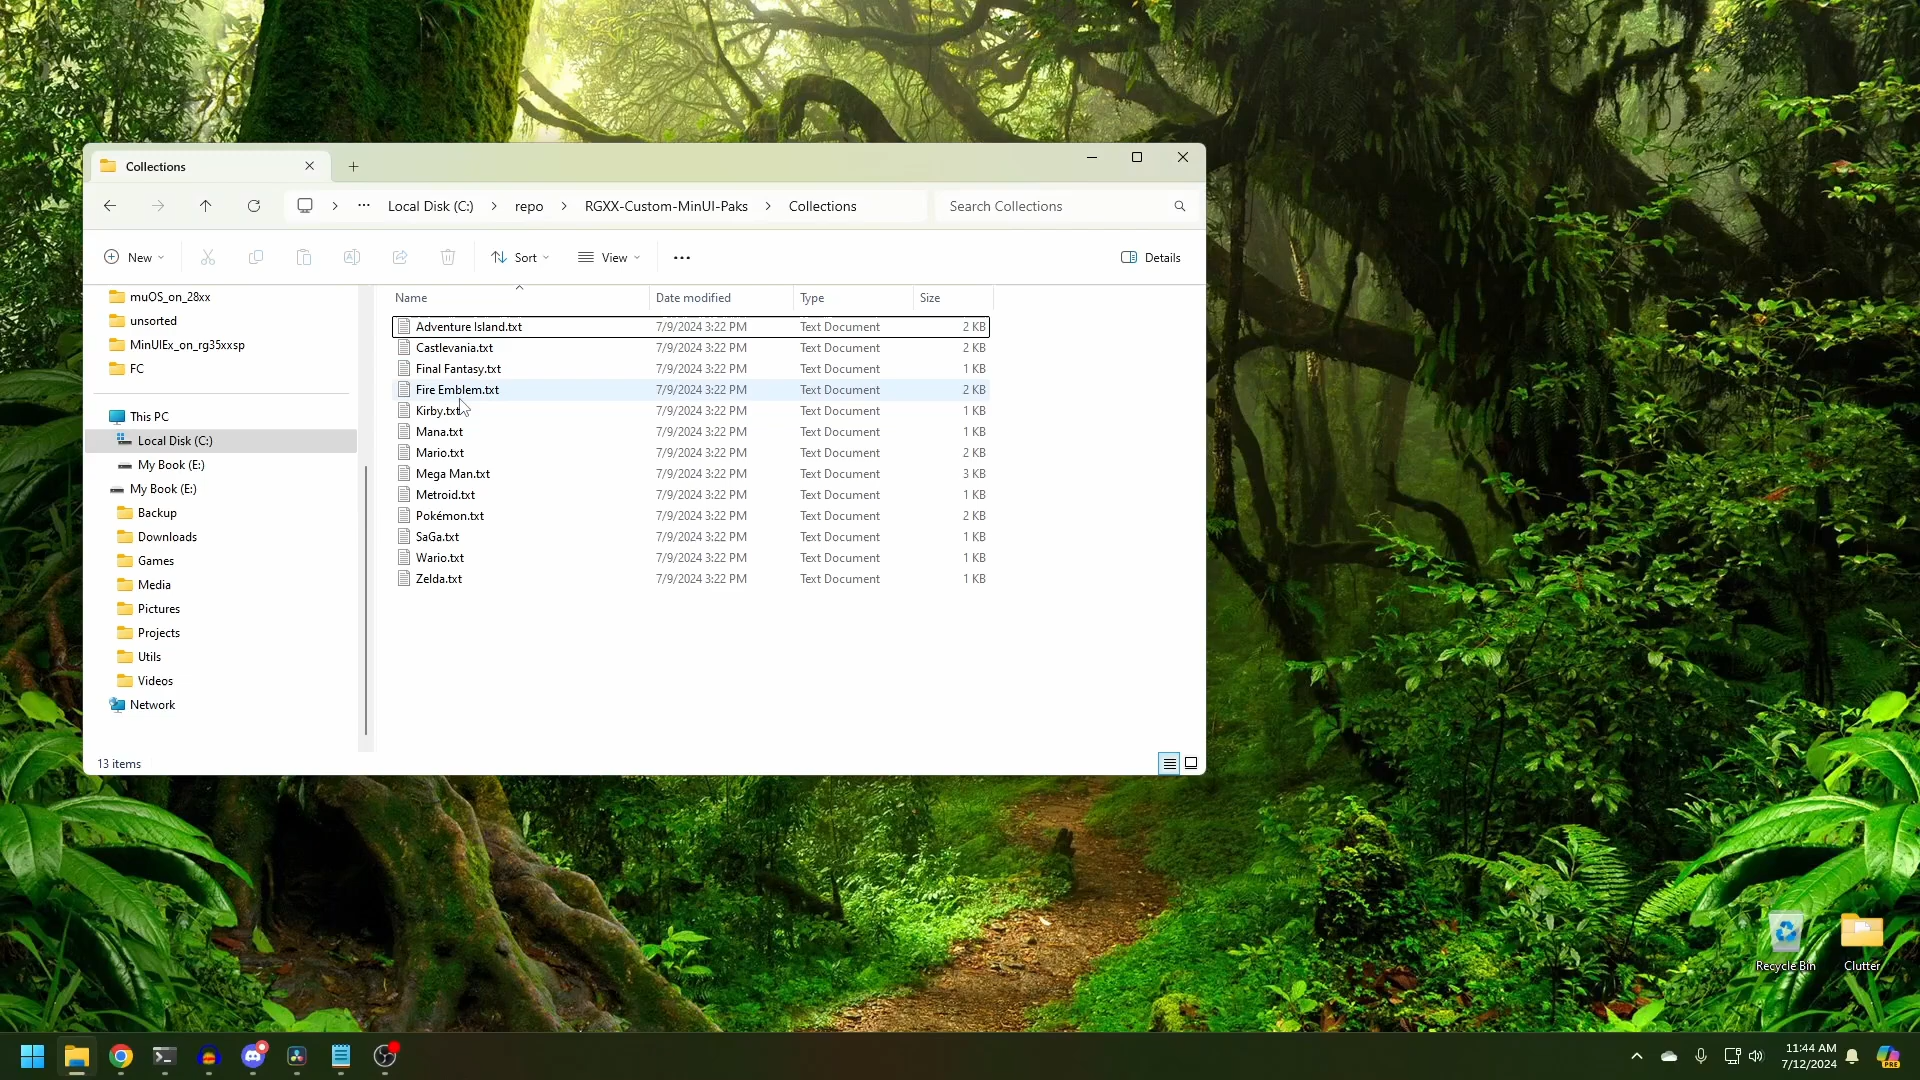 Collections
Local Disk (C:)
repo
RGXX-Custom-MinUI-Paks
Collections
Search Collections
New
Sort
View
Details
muOS_on_28xx
unsorted
MinUIEx_on_rg35xxsp
FC
This PC
Local Disk (C:)
My Book (E:)
My Book (E:)
Backup
Downloads
Games
Media
Pictures
Projects
Utils
Videos
Network
Name Date modified Type Size
Adventure Island.txt 7/9/2024 3:22 PM Text Document 2 KB
Castlevania.txt 7/9/2024 3:22 PM Text Document 2 KB
Final Fantasy.txt 7/9/2024 3:22 PM Text Document 1 KB
Fire Emblem.txt 7/9/2024 3:22 PM Text Document 2 KB
Kirby.txt 7/9/2024 3:22 PM Text Document 1 KB
Mana.txt 7/9/2024 3:22 PM Text Document 1 KB
Mario.txt 7/9/2024 3:22 PM Text Document 2 KB
Mega Man.txt 7/9/2024 3:22 PM Text Document 3 KB
Metroid.txt 7/9/2024 3:22 PM Text Document 1 KB
Pokémon.txt 7/9/2024 3:22 PM Text Document 2 KB
SaGa.txt 7/9/2024 3:22 PM Text Document 1 KB
Wario.txt 7/9/2024 3:22 PM Text Document 1 KB
Zelda.txt 7/9/2024 3:22 PM Text Document 1 KB
13 items
Recycle Bin
Clutter
11:44 AM
7/12/2024
PRE